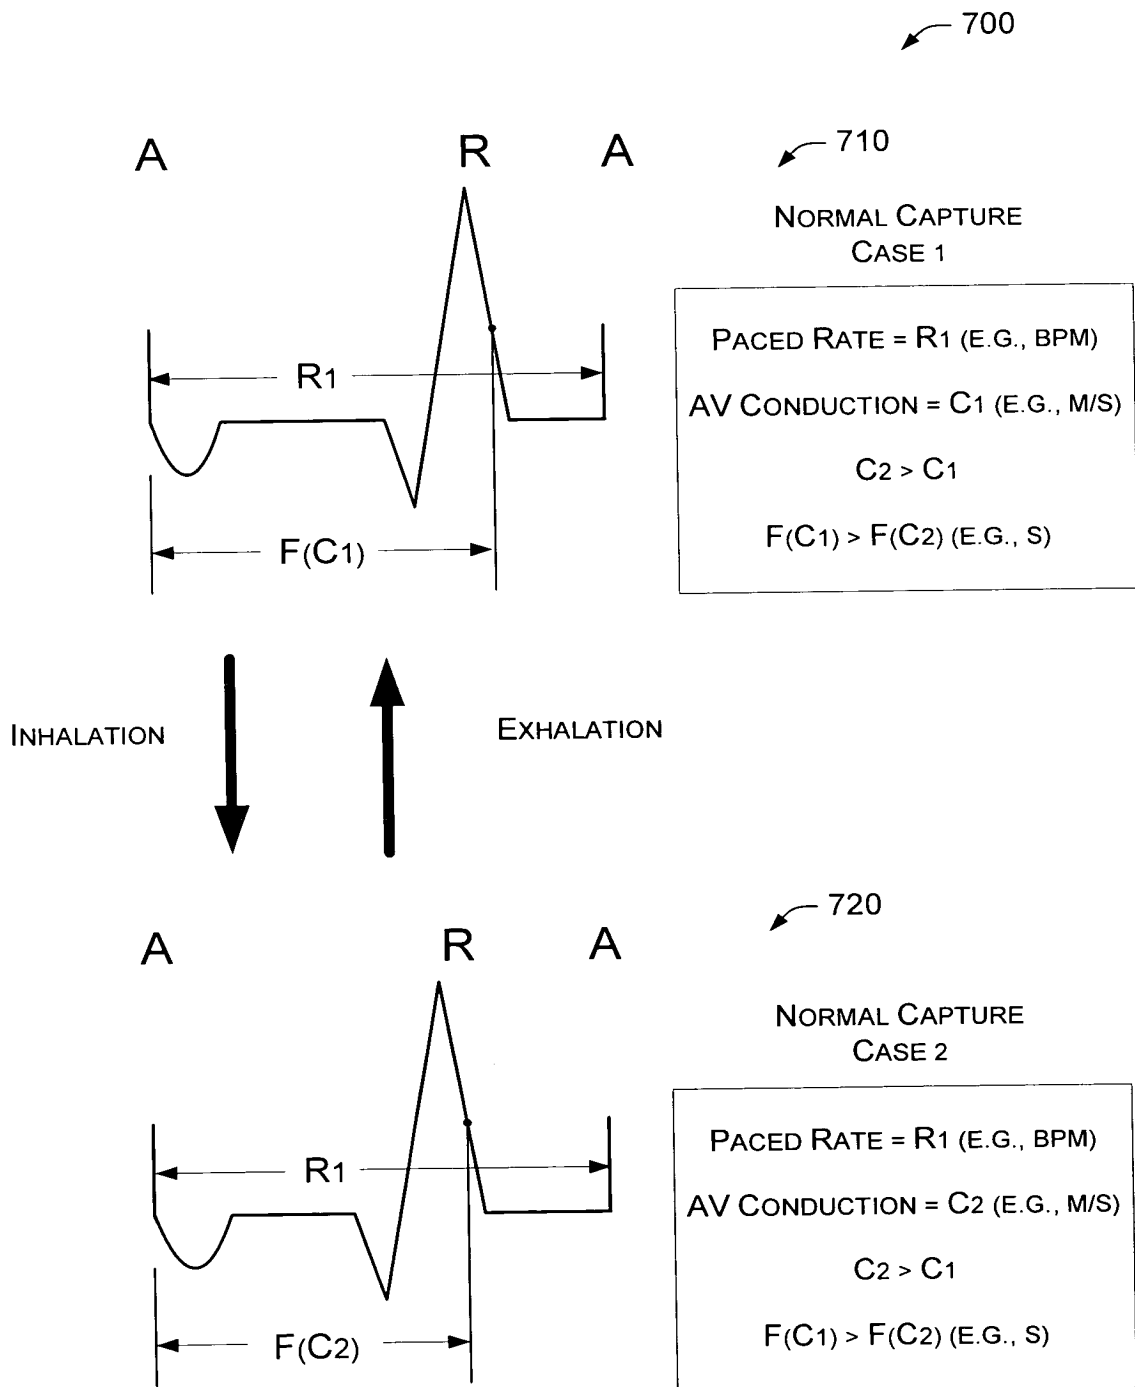 700
A R A
710
NORMAL CAPTURE
CASE 1
R1
PACED RATE = R1 (E.G., BPM)
AV CONDUCTION = C1 (E.G., M/S)
C2 > C1
F(C1) > F(C2) (E.G., S)
F(C1)
INHALATION
EXHALATION
720
A R A
NORMAL CAPTURE
CASE 2
R1
PACED RATE = R1 (E.G., BPM)
AV CONDUCTION = C2 (E.G., M/S)
C2 > C1
F(C1) > F(C2) (E.G., S)
F(C2)